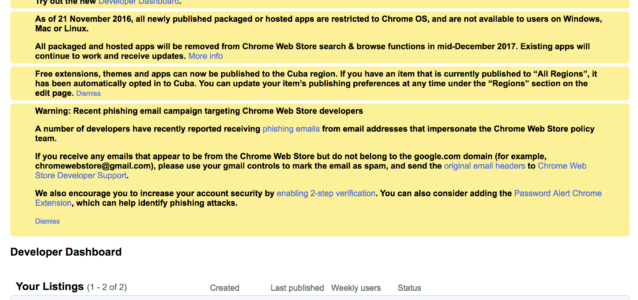 Try out the new Developer Dashboard.
As of 21 November 2016, all newly published packaged or hosted apps are restricted to Chrome OS, and are not available to users on Windows,
Mac or Linux.
All packaged and hosted apps will be removed from Chrome Web Store search & browse functions in mid-December 2017. Existing apps will
continue to work and receive updates. More info
Free extensions, themes and apps can now be published to the Cuba region. If you have an item that is currently published to “All Regions”, it
has been automatically opted in to Cuba. You can update your item’s publishing preferences at any time under the “Regions” section on the
edit page. Dismiss
Warning: Recent phishing email campaign targeting Chrome Web Store developers
A number of developers have recently reported receiving phishing emails from email addresses that impersonate the Chrome Web Store policy
team.
If you receive any emails that appear to be from the Chrome Web Store but do not belong to the google.com domain (for example,
chromewebstore@gmail.com), please use your gmail controls to mark the email as spam, and send the original email headers to Chrome Web
Store Developer Support.
We also encourage you to increase your account security by enabling 2-step verification. You can also consider adding the Password Alert Chrome
Extension, which can help identify phishing attacks.
Dismiss
Developer Dashboard
Your Listings (1 - 2 of 2) Created Last published Weekly users Status